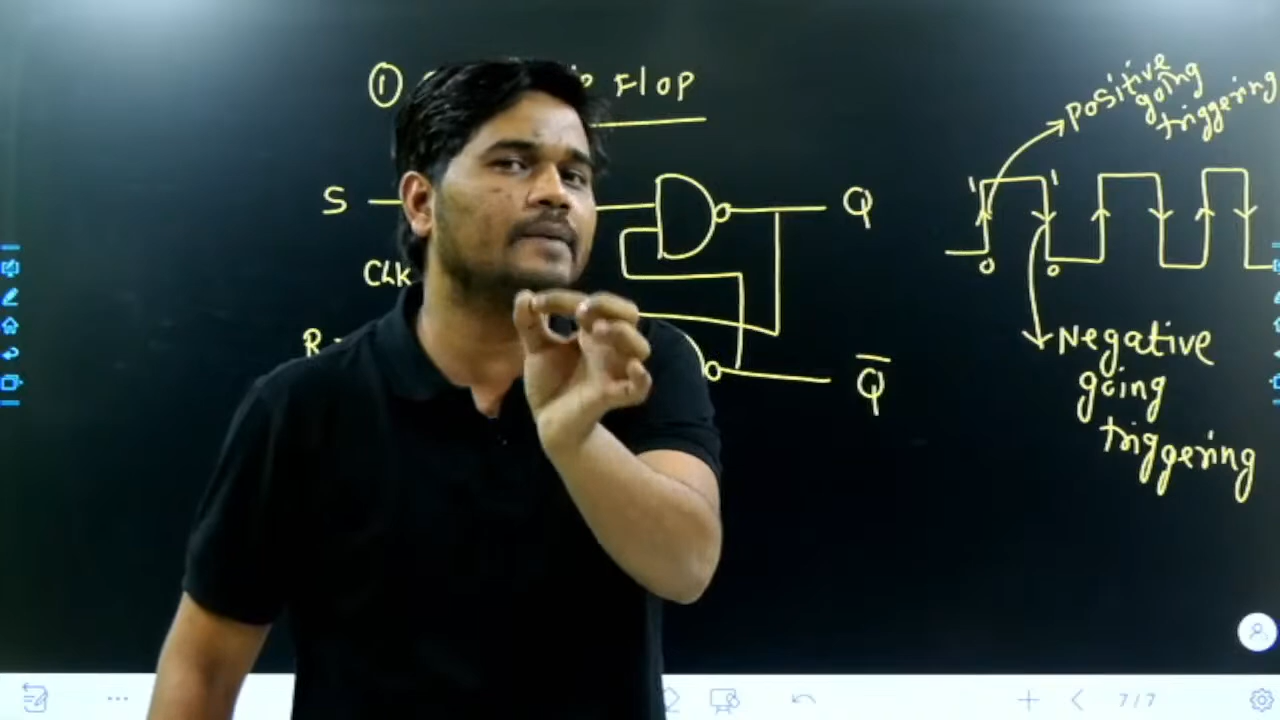 ① Flop
S
Q
Clk
R
Q̅
Positive
going
triggering
1 1
0 0
Negative
going
triggering
7/7